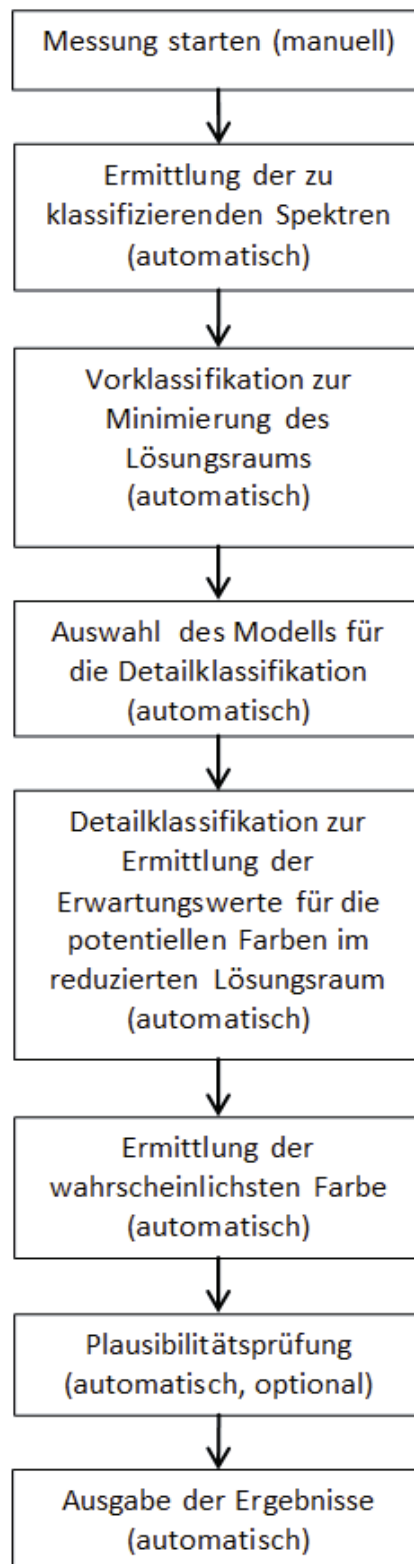 Messung starten (manuell)
Ermittlung der zu
klassifizierenden Spektren
(automatisch)
Vorklassifikation zur
Minimierung des
Lösungsraums
(automatisch)
Auswahl des Modells für
die Detailklassifikation
(automatisch)
Detailklassifikation zur
Ermittlung der
Erwartungswerte für die
potentiellen Farben im
reduzierten Lösungsraum
(automatisch)
Ermittlung der
wahrscheinlichsten Farbe
(automatisch)
Plausibilitätsprüfung
(automatisch, optional)
Ausgabe der Ergebnisse
(automatisch)